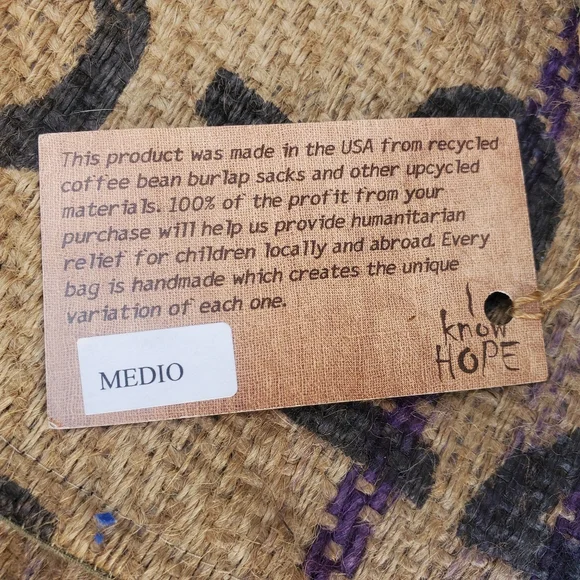 This product was made in the USA from recycled
coffee bean burlap sacks and other upcycled
materials. 100% of the profit from your
purchase will help us provide humanitarian
relief for children locally and abroad. Every
bag is handmade which creates the unique
variation of each one.
I
know
HOPE
MEDIO